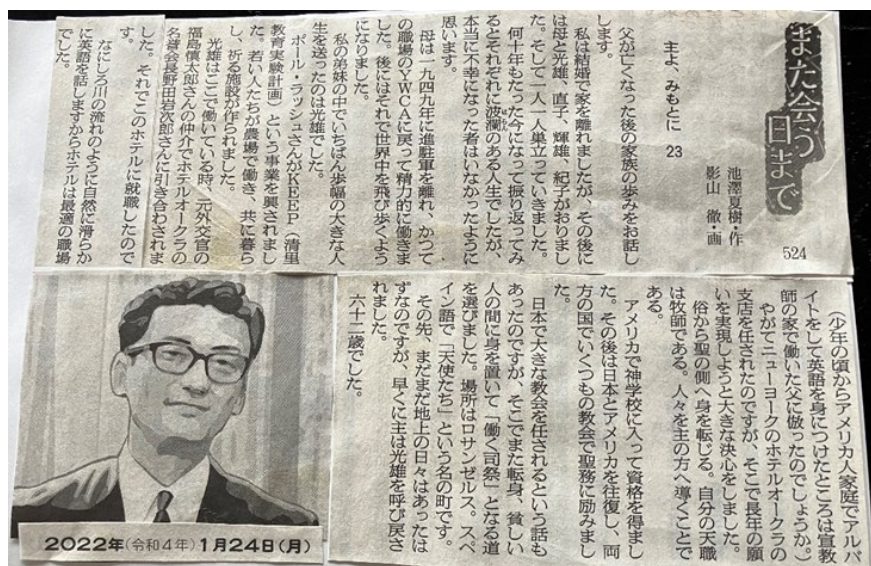 また会う日まで
池澤夏樹・作
影山 徹・画
524
主よ、みもとに 23
父が亡くなった後の家族の歩みをお話し
します。
私は結婚で家を離れましたが、その後に
は母と光雄、直子、輝雄、紀子がおりまし
た。そして一人一人巣立っていきました。
何十年もたった今になって振り返ってみ
るとそれぞれに波瀾のある人生でしたが、
本当に不幸になった者はいなかったように
思います。
母は一九四九年に進駐軍を離れ、かつて
の職場のYWCAに戻って精力的に働きま
した。後にはそれで世界中を飛び歩くよう
になりました。
私の弟妹の中でいちばん歩幅の大きな人
生を送ったのは光雄でした。
ポール・ラッシュさんがKEEP(清里
教育実験計画)という事業を興されまし
た。若い人たちが農場で働き、共に暮ら
し、祈る施設が作られました。
光雄はここで働いている時、元外交官の
福島慎太郎さんの仲介でホテルオークラの
名誉会長野田岩次郎さんに引き合わされま
した。それでこのホテルに就職したので
す。
なにしろ川の流れのように自然に滑らか
に英語を話しますからホテルは最適の職場
でした。
(少年の頃からアメリカ人家庭でアルバ
イトをして英語を身につけたところは宣教
師の家で働いた父に倣ったのでしょうか。)
やがてニューヨークのホテルオークラの
支店を任されたのですが、そこで長年の願
いを実現しようと大きな決心をしました。
俗から聖の側へ身を転じる。自分の天職
は牧師である。人々を主の方へ導くことで
ある。
アメリカで神学校に入って資格を得まし
た。その後は日本とアメリカを往復し、両
方の国でいくつもの教会で聖務に励みまし
た。
日本で大きな教会を任されるという話も
あったのですが、そこでまた転身、貧しい
人の間に身を置いて「働く司祭」となる道
を選びました。場所はロサンゼルス。スペ
イン語で「天使たち」という名の町です。
その先、まだまだ地上の日々はあったは
ずなのですが、早くに主は光雄を呼び戻さ
れました。
六十二歳でした。
2022年(令和4年)1月24日(月)